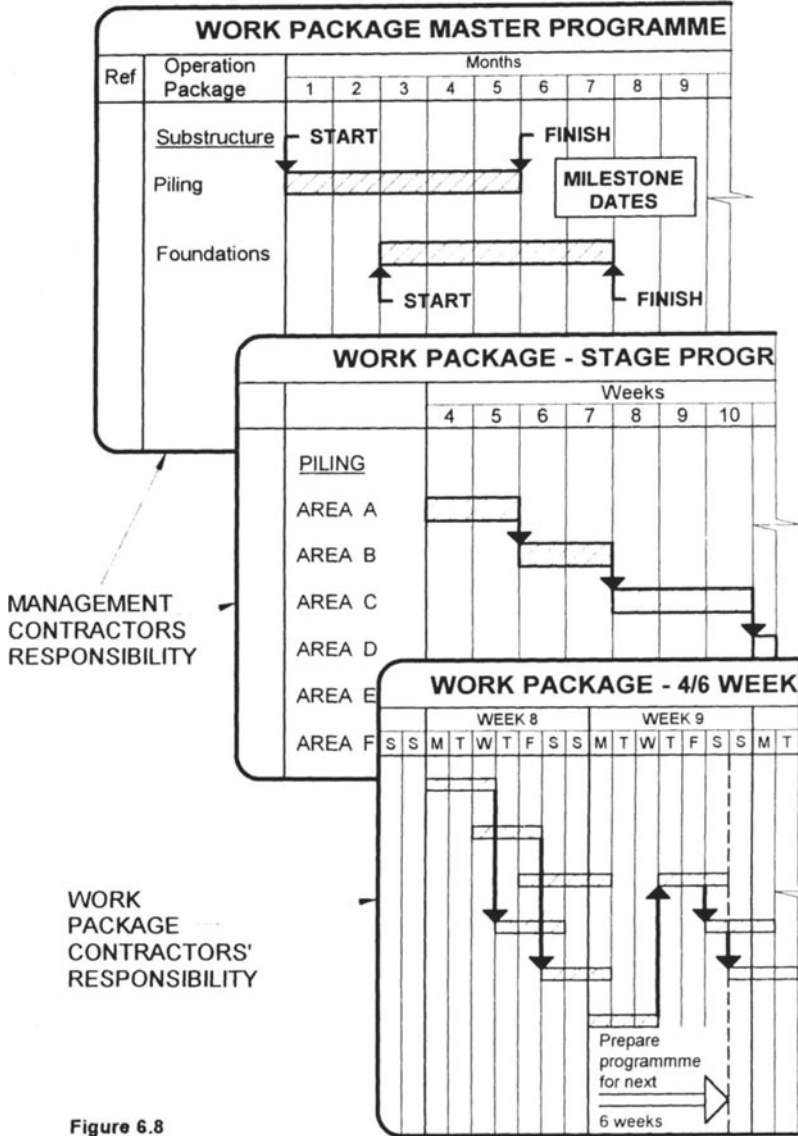 WORK PACKAGE MASTER PROGRAMME
Ref
Operation
Package
Months
1 2 3 4 5 6 7 8 9
Substructure
START
FINISH
Piling
MILESTONE
DATES
Foundations
START
FINISH
WORK PACKAGE - STAGE PROGR
Weeks
4 5 6 7 8 9 10
PILING
AREA A
AREA B
AREA C
AREA D
AREA E
AREA F
MANAGEMENT
CONTRACTORS
RESPONSIBILITY
WORK PACKAGE - 4/6 WEEK
WEEK 8 WEEK 9
S S M T W T F S S M T W T F S S M T
WORK
PACKAGE
CONTRACTORS'
RESPONSIBILITY
Prepare
programmme
for next
6 weeks
Figure 6.8